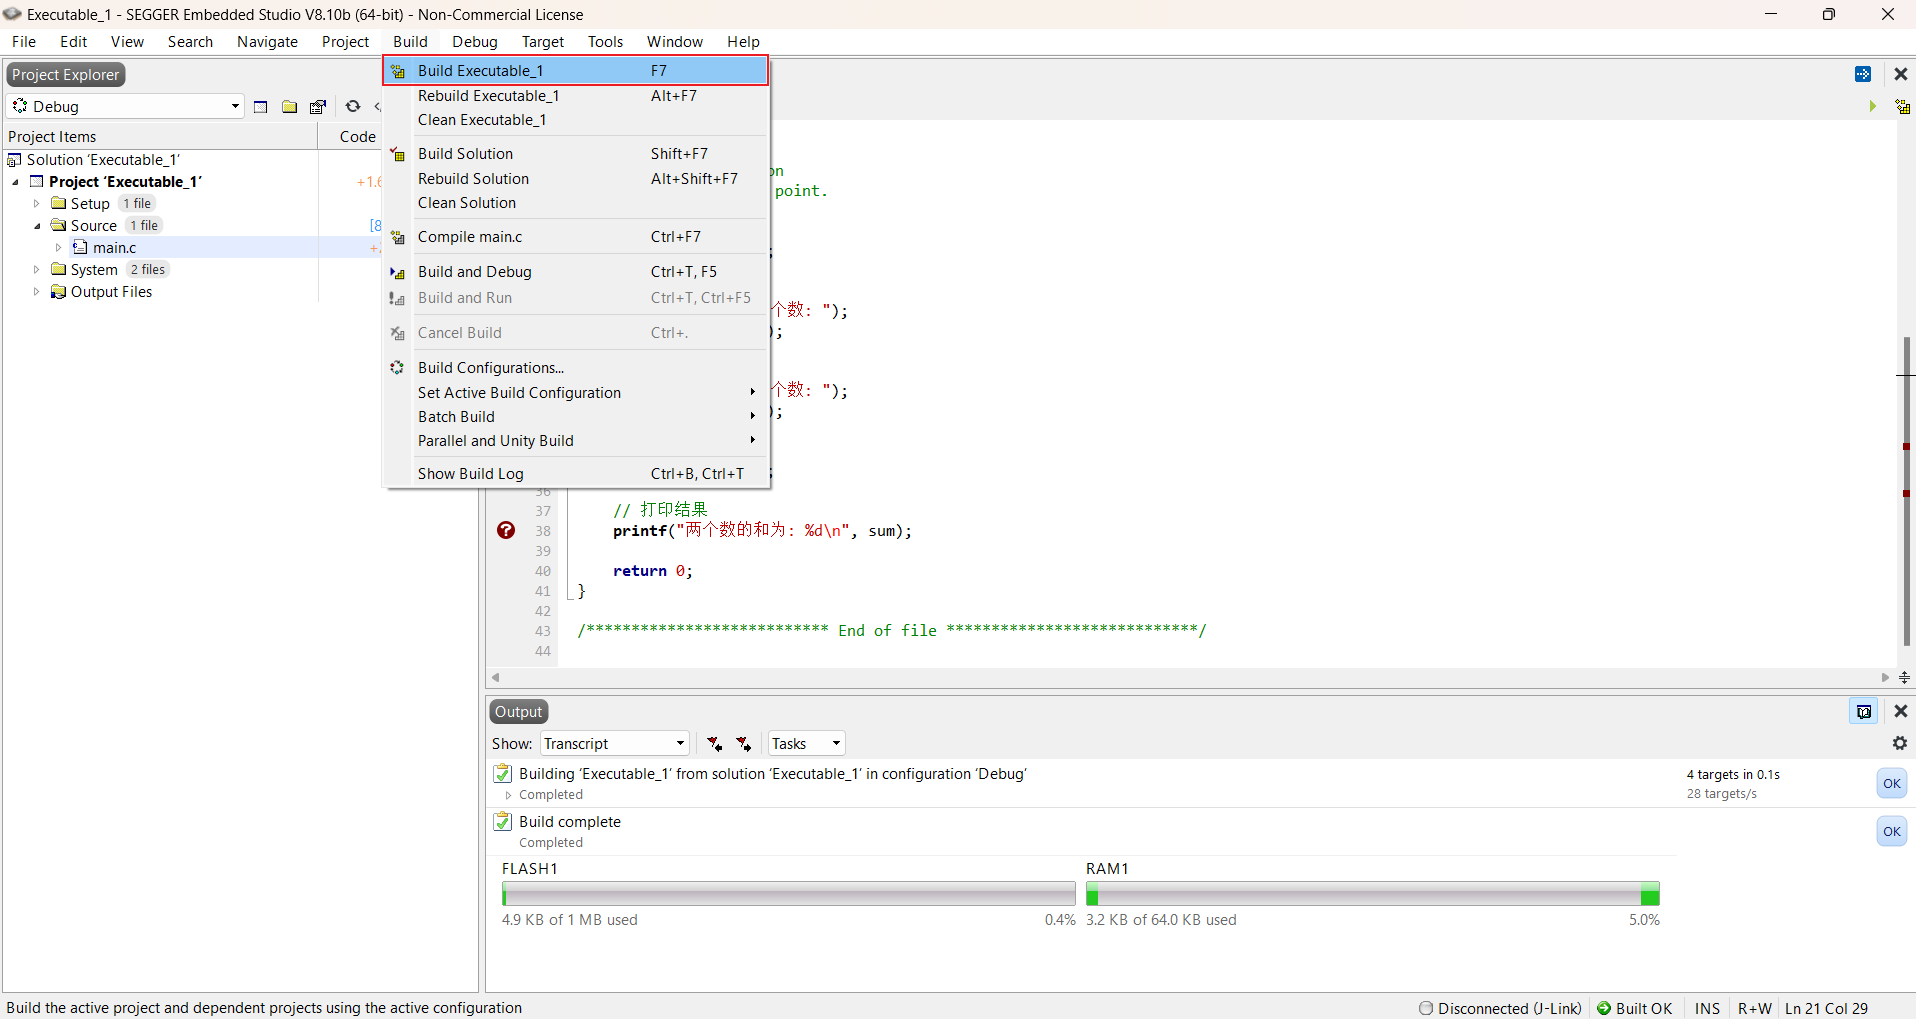 Executable_1 - SEGGER Embedded Studio V8.10b (64-bit) - Non-Commercial License
File Edit View Search Navigate Project Build Debug Target Tools Window Help
Project Explorer
Debug
Project Items Code
Solution 'Executable_1'
Project 'Executable_1'
Setup 1 file
Source 1 file
main.c
System 2 files
Output Files
Build Executable_1 F7
Rebuild Executable_1 Alt+F7
Clean Executable_1
Build Solution Shift+F7
Rebuild Solution Alt+Shift+F7
Clean Solution
Compile main.c Ctrl+F7
Build and Debug Ctrl+T, F5
Build and Run Ctrl+T, Ctrl+F5
Cancel Build Ctrl+.
Build Configurations...
Set Active Build Configuration
Batch Build
Parallel and Unity Build
Show Build Log Ctrl+B, Ctrl+T
on
point.
个数: ");
);
个数: ");
);
36
37 // 打印结果
38 printf("两个数的和为: %d\n", sum);
39
40 return 0;
41 }
42
43 /*************************** End of file ****************************/
44
Output
Show: Transcript Tasks
Building 'Executable_1' from solution 'Executable_1' in configuration 'Debug' 4 targets in 0.1s OK
Completed 28 targets/s
Build complete OK
Completed
FLASH1 RAM1
4.9 KB of 1 MB used 0.4% 3.2 KB of 64.0 KB used 5.0%
Build the active project and dependent projects using the active configuration Disconnected (J-Link) Built OK INS R+W Ln 21 Col 29